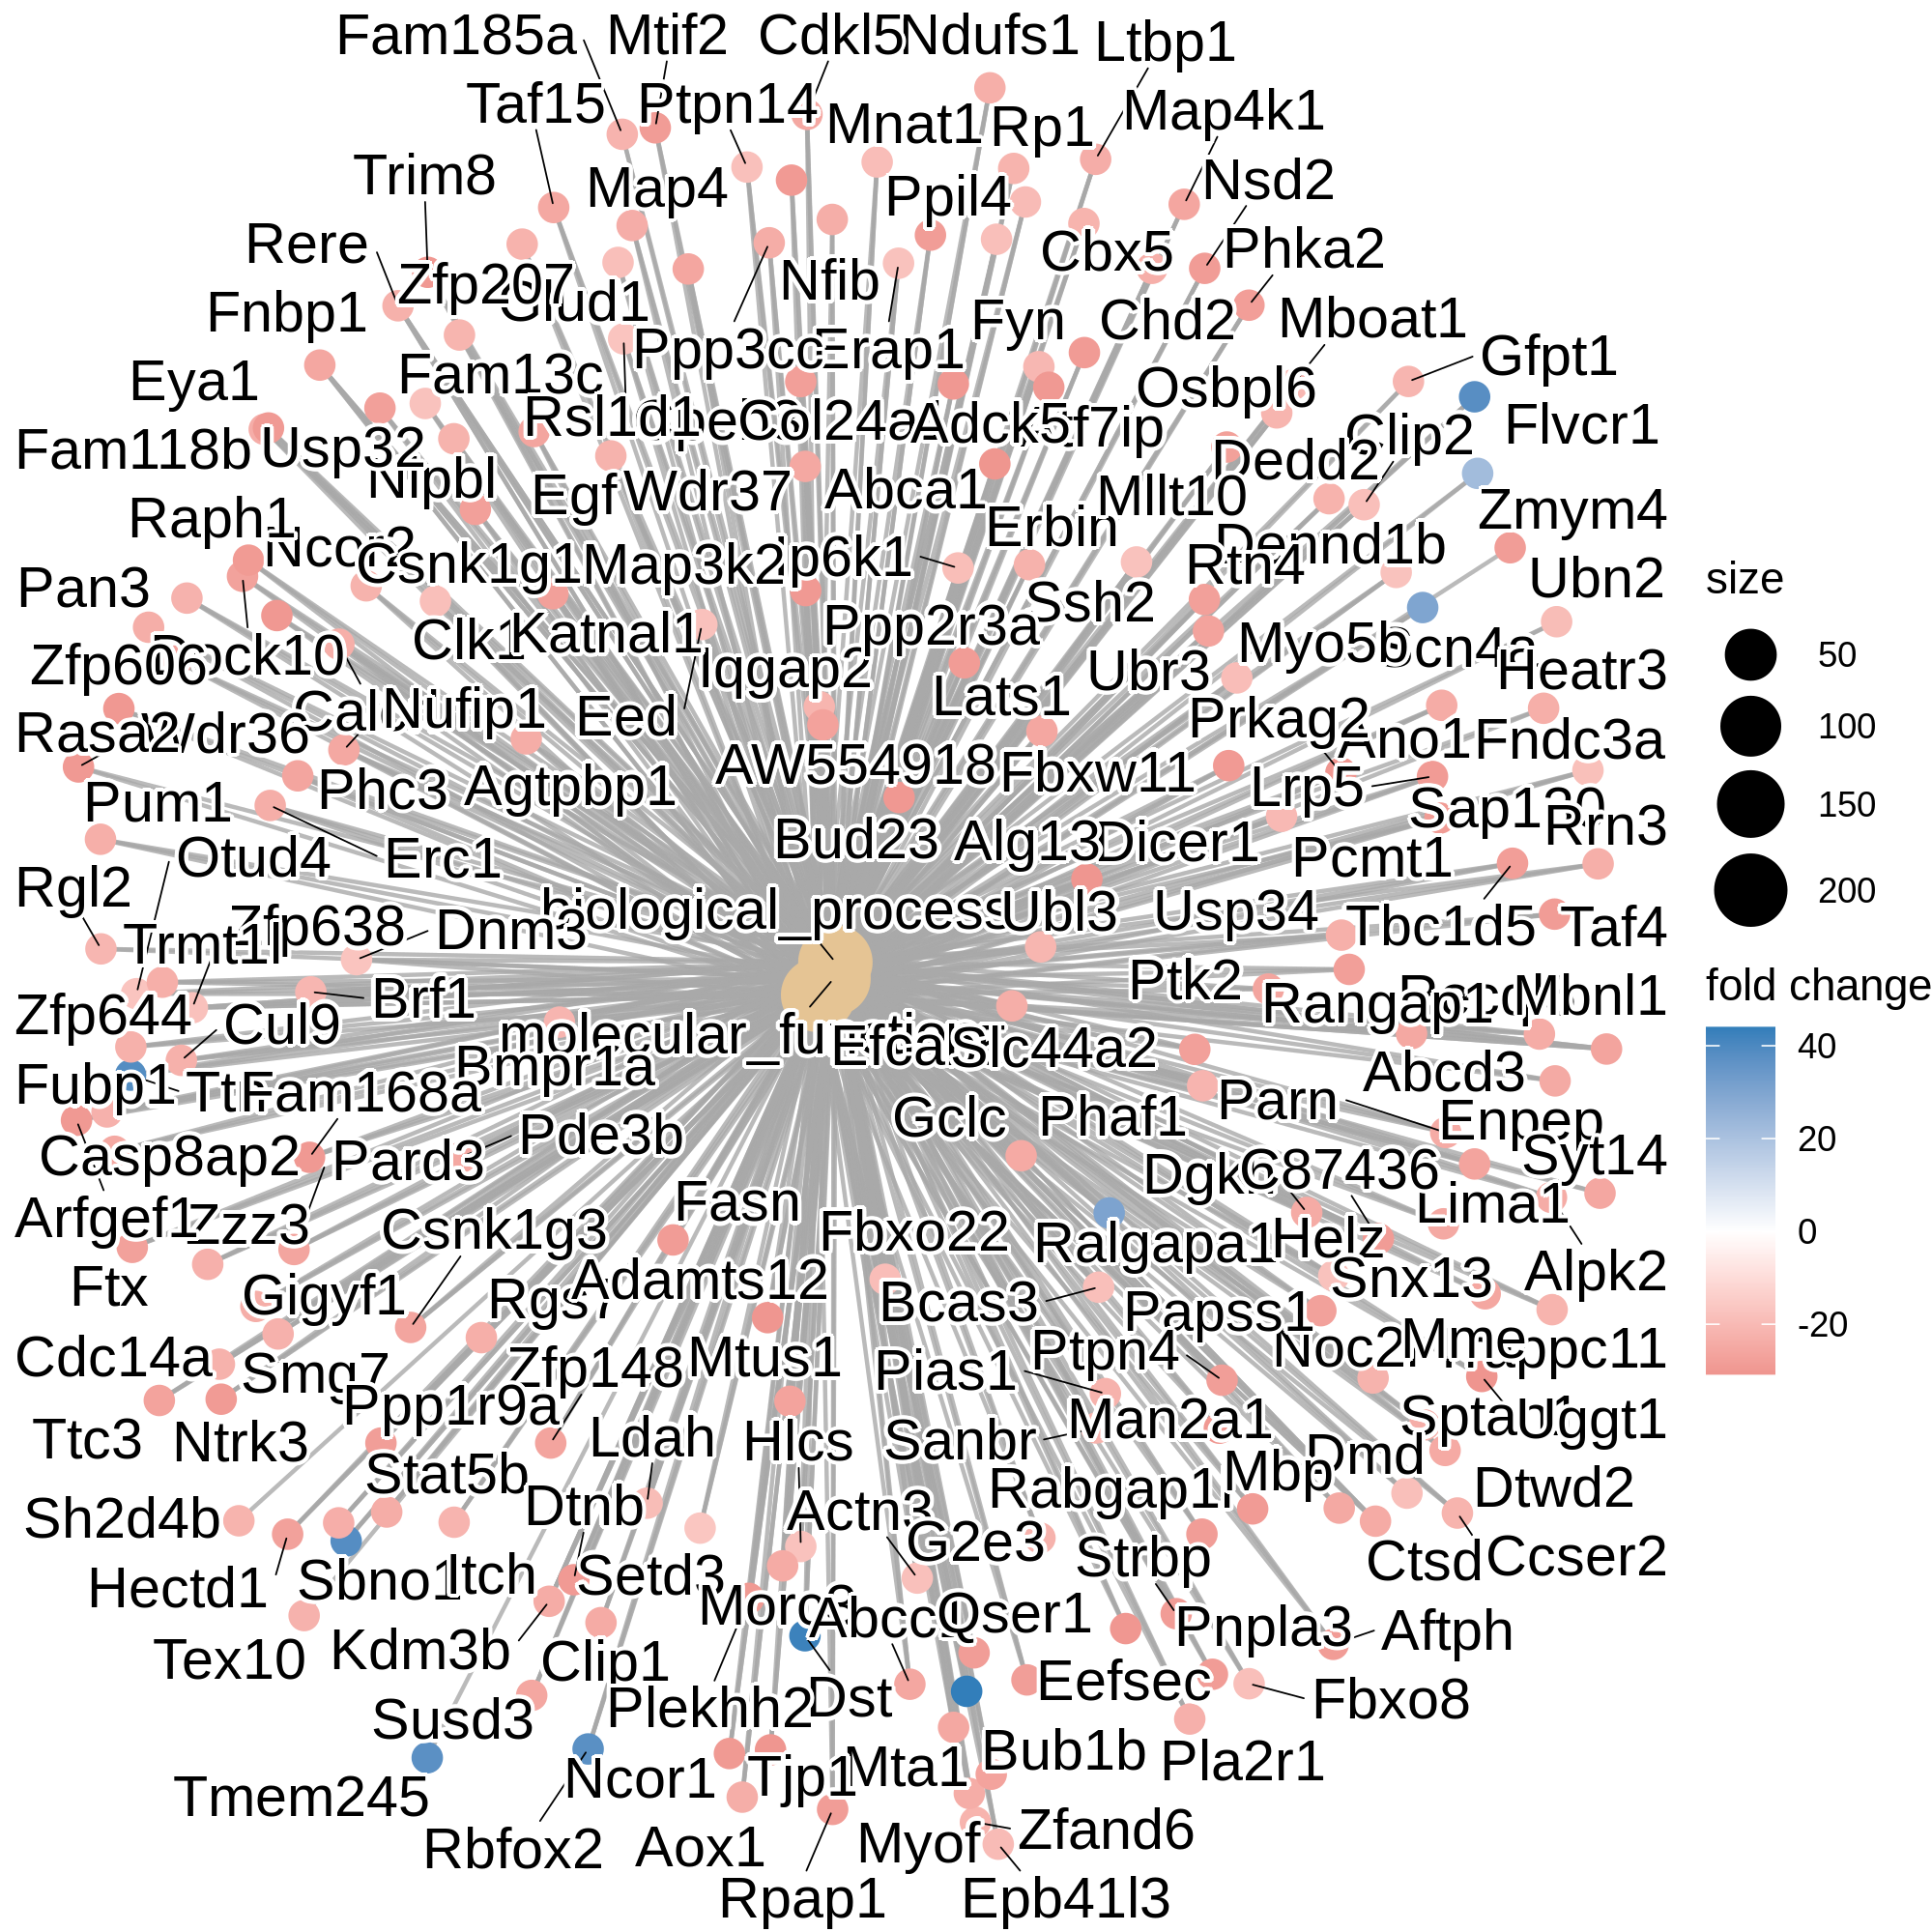 Fam185a
Mtif2
Cdkl5
Ndufs1
Ltbp1
Taf15
Ptpn14
Mnat1
Rp1
Map4k1
Trim8
Map4
Ppil4
Nsd2
Rere
Zfp207
Glud1
Nfib
Cbx5
Phka2
Fnbp1
Ppp3cc
Erap1
Fyn
Chd2
Mboat1
Gfpt1
Eya1
Fam13c
Rsl1d1
Adck5
Osbpl6
Clip2
Flvcr1
Fam118b
Usp32
Nipbl
Egf
Wdr37
Abca1
Mllt10
Dedd2
Zmym4
Raph1
Ncor2
Csnk1g1
Map3k2
Ip6k1
Erbin
Rtn4
Dennd1b
Ubn2
Pan3
Zfp606
Dock10
Clk1
Katnal1
Iqgap2
Ppp2r3a
Ssh2
Ubr3
Myo5b
Scn4a
Heatr3
Rasa2
Wdr36
Nufip1
Eed
Lats1
Prkag2
Ano1
Fndc3a
AW554918
Fbxw11
Pum1
Phc3
Agtpbp1
Lrp5
Sap130
Rrn3
Otud4
Erc1
Bud23
Alg13
Dicer1
Pcmt1
Rgl2
Zfp638
Dnm3
biological_process
Ubl3
Usp34
Tbc1d5
Taf4
Trmt1l
Zfp644
Cul9
Brf1
Ptk2
Rangap1
Mbnl1
molecular_function
Slc44a2
Fubp1
Ttn
Fam168a
Bmpr1a
Abcd3
Casp8ap2
Pard3
Pde3b
Gclc
Phaf1
Parn
Enpep
Syt14
Arfgef1
Zzz3
Csnk1g3
Fasn
Fbxo22
C87436
Lima1
Ralgapa1
Helz
Ftx
Gigyf1
Adamts12
Bcas3
Papss1
Snx13
Alpk2
Cdc14a
Smg7
Zfp148
Mtus1
Pias1
Ptpn4
Mme
Ttc3
Ntrk3
Ppp1r9a
Ldah
Hlcs
Sanbr
Man2a1
Uggt1
Stat5b
Dmd
Mbp
Sh2d4b
Dtnb
Actn3
G2e3
Dtwd2
Hectd1
Sbno1
Itch
Setd3
Strbp
Ctsd
Ccser2
Tex10
Kdm3b
Clip1
Qser1
Pnpla3
Aftph
Susd3
Plekhh2
Dst
Eefsec
Fbxo8
Tmem245
Ncor1
Tjp1
Mta1
Bub1b
Pla2r1
Rbfox2
Aox1
Myof
Zfand6
Rpap1
Epb41l3
size
50
100
150
200
fold change
40
20
0
-20